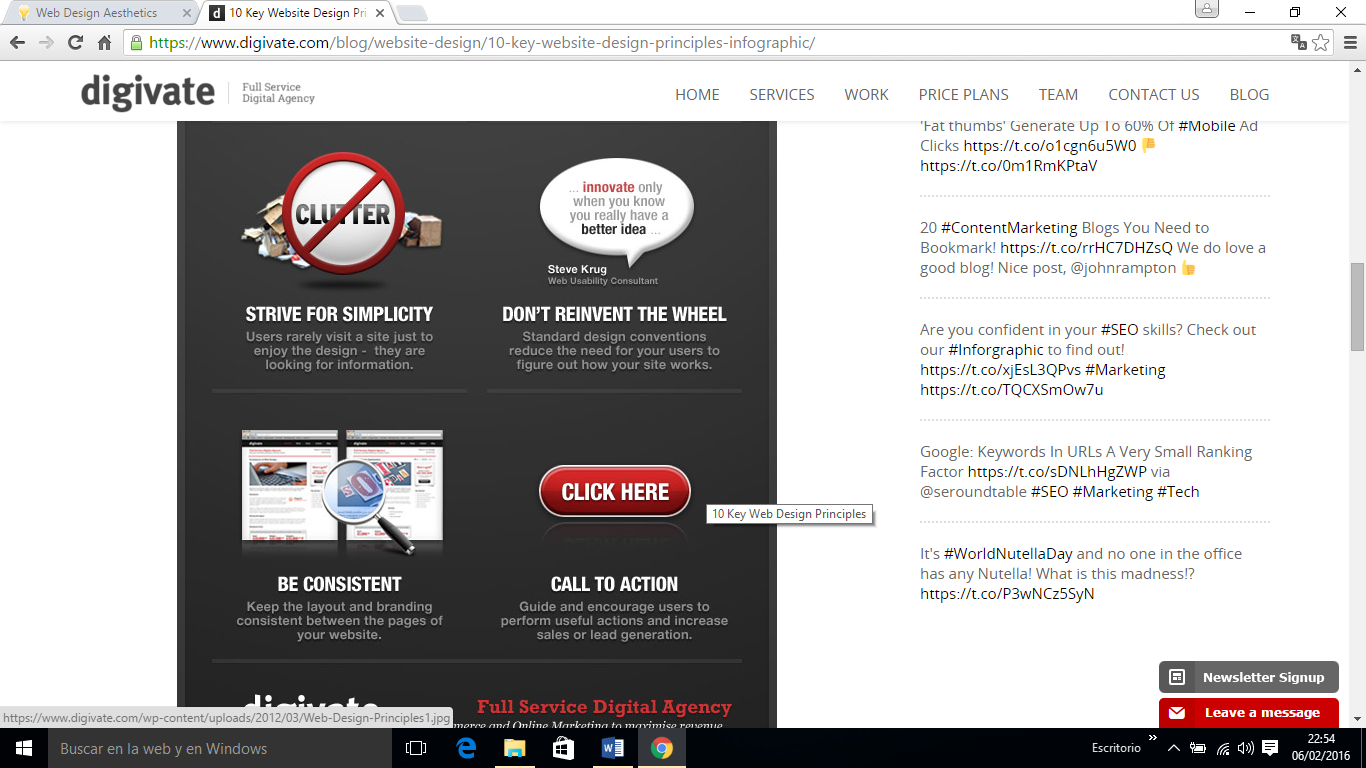 Web Design Aesthetics
10 Key Website Design Pri
https://www.digivate.com/blog/website-design/10-key-website-design-principles-infographic/
digivate
Full Service
Digital Agency
HOME SERVICES WORK PRICE PLANS TEAM CONTACT US BLOG
CLUTTER
... innovate only
when you know
you really have a
better idea ...
Steve Krug
Web Usability Consultant
STRIVE FOR SIMPLICITY
Users rarely visit a site just to
enjoy the design - they are
looking for information.
DON'T REINVENT THE WHEEL
Standard design conventions
reduce the need for your users to
figure out how your site works.
BE CONSISTENT
Keep the layout and branding
consistent between the pages of
your website.
CLICK HERE
10 Key Web Design Principles
CALL TO ACTION
Guide and encourage users to
perform useful actions and increase
sales or lead generation.
digivate
Full Service Digital Agency
and Online Marketing to maximise revenue
'Fat thumbs' Generate Up To 60% Of #Mobile Ad
Clicks https://t.co/o1cgn6u5W0 👎
https://t.co/0m1RmKPtaV
20 #ContentMarketing Blogs You Need to
Bookmark! https://t.co/rrHC7DHZsQ We do love a
good blog! Nice post, @johnrampton 👍
Are you confident in your #SEO skills? Check out
our #Inforgraphic to find out!
https://t.co/xjEsL3QPvs #Marketing
https://t.co/TQCXSmOw7u
Google: Keywords In URLs A Very Small Ranking
Factor https://t.co/sDNLhHgZWP via
@seroundtable #SEO #Marketing #Tech
It's #WorldNutellaDay and no one in the office
has any Nutella! What is this madness!?
https://t.co/P3wNCz5SyN
Newsletter Signup
Leave a message
https://www.digivate.com/wp-content/uploads/2012/03/Web-Design-Principles1.jpg
Buscar en la web y en Windows
Escritorio
22:54
06/02/2016